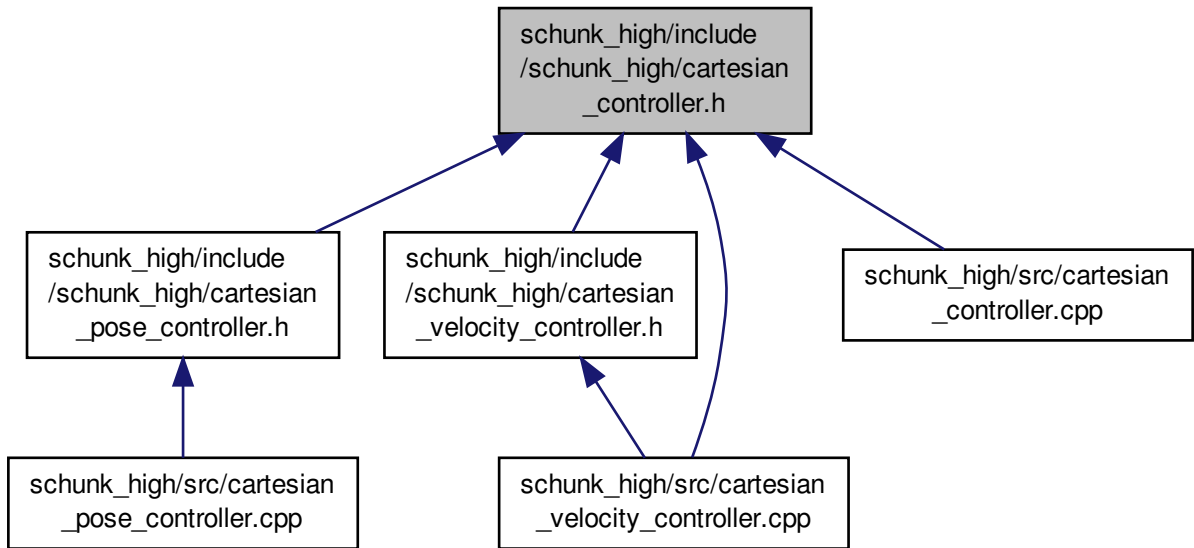 schunk_high/include
/schunk_high/cartesian
_controller.h
schunk_high/include
/schunk_high/cartesian
_pose_controller.h
schunk_high/include
/schunk_high/cartesian
_velocity_controller.h
schunk_high/src/cartesian
_controller.cpp
schunk_high/src/cartesian
_pose_controller.cpp
schunk_high/src/cartesian
_velocity_controller.cpp